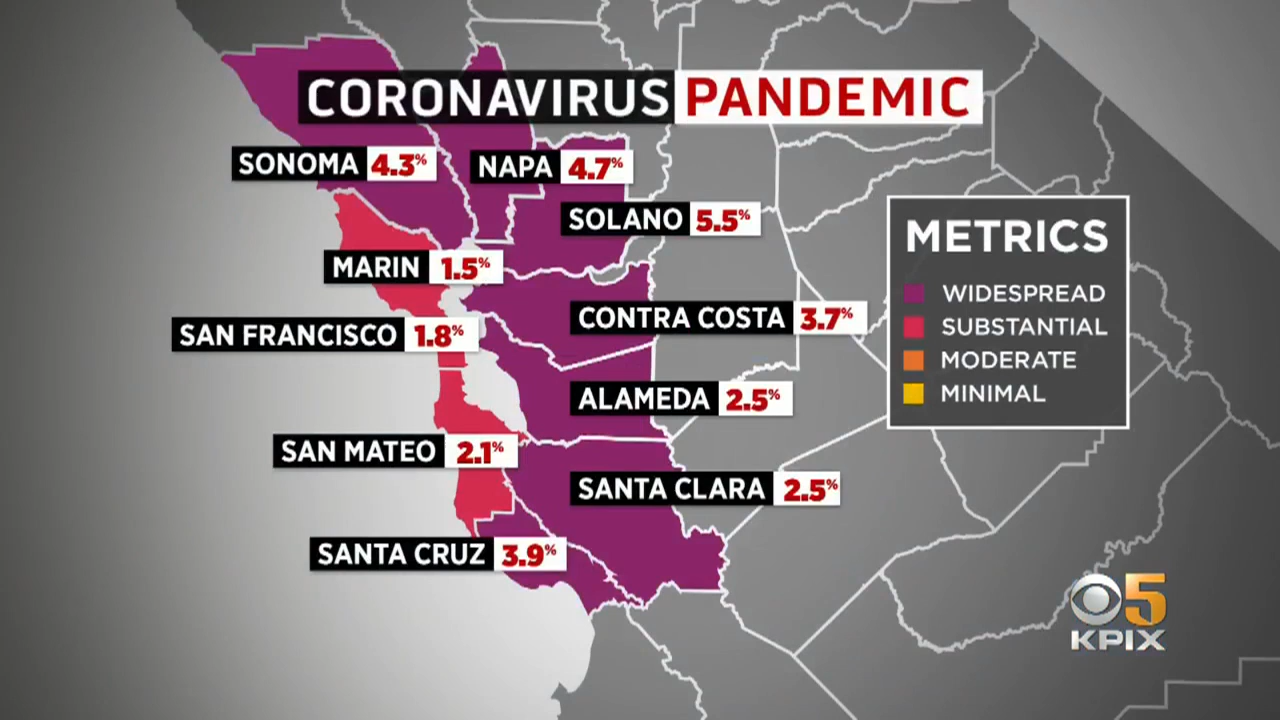 CORONAVIRUS PANDEMIC
SONOMA 4.3%
NAPA 4.7%
SOLANO 5.5%
MARIN 1.5%
CONTRA COSTA 3.7%
SAN FRANCISCO 1.8%
ALAMEDA 2.5%
SAN MATEO 2.1%
SANTA CLARA 2.5%
SANTA CRUZ 3.9%
METRICS
WIDESPREAD
SUBSTANTIAL
MODERATE
MINIMAL
5
KPIX